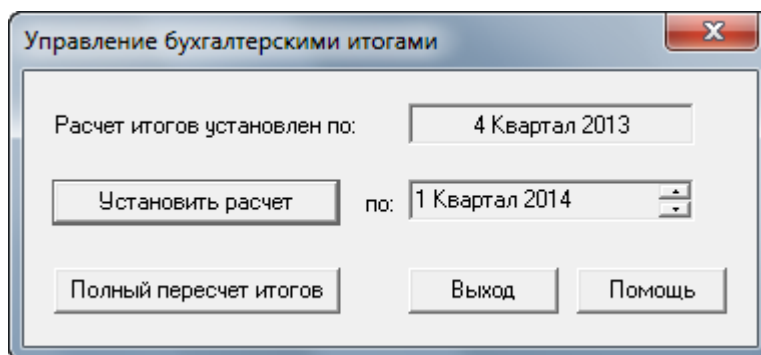 Управление бухгалтерскими итогами
Расчет итогов установлен по: 4 Квартал 2013
Установить расчет по: 1 Квартал 2014
Полный пересчет итогов Выход Помощь